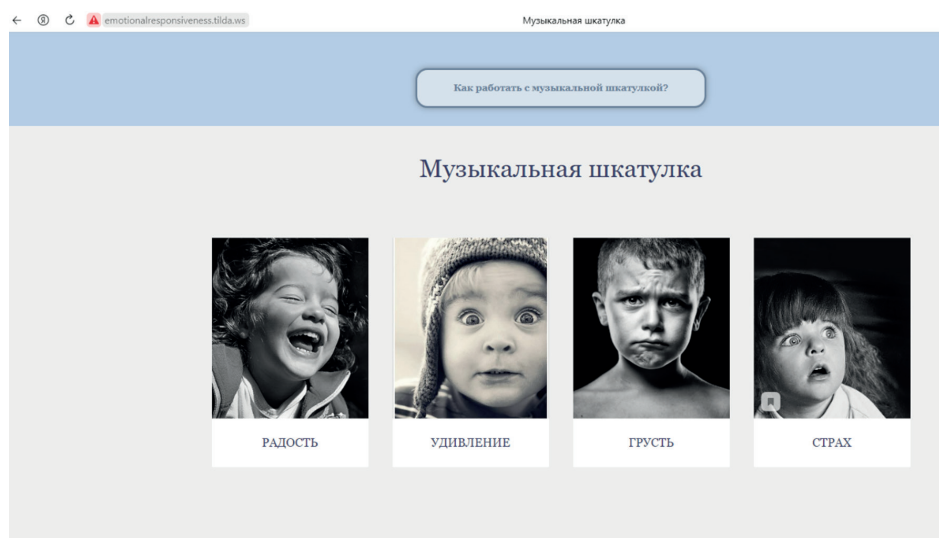 emotionalresponsiveness.tilda.ws
Музыкальная шкатулка
Как работать с музыкальной шкатулкой?
Музыкальная шкатулка
РАДОСТЬ
УДИВЛЕНИЕ
ГРУСТЬ
СТРАХ